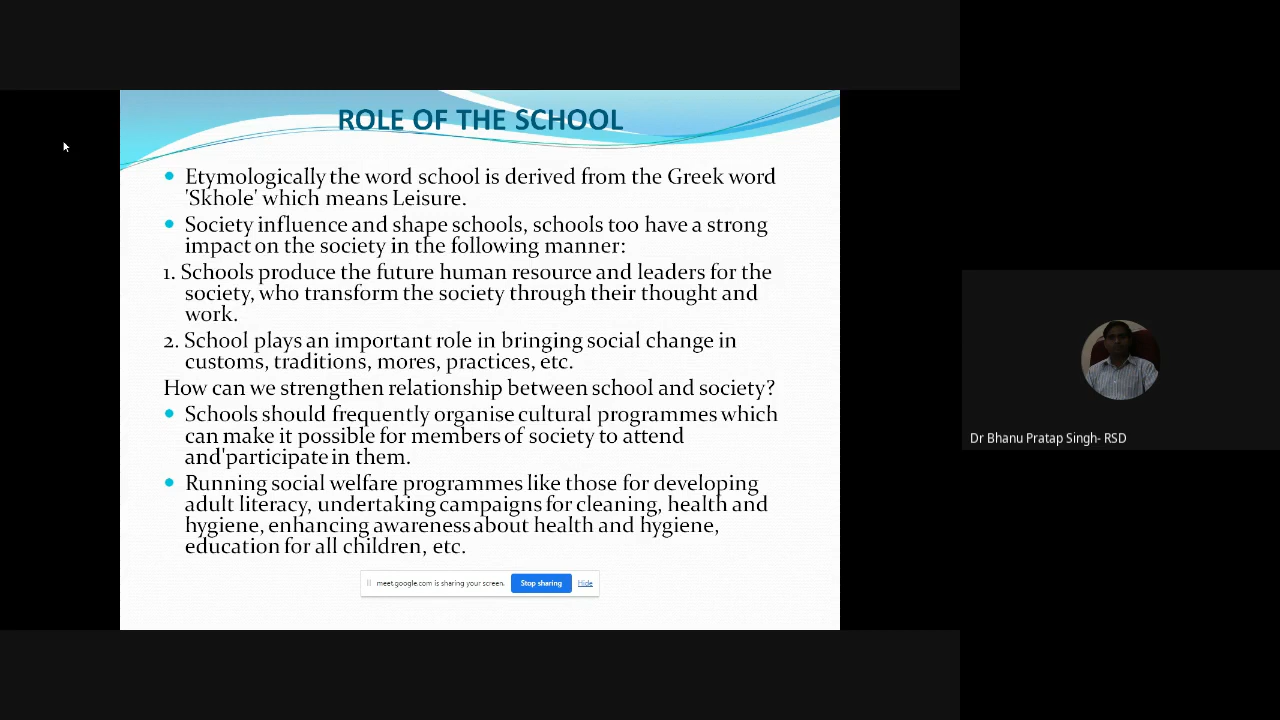 ROLE OF THE SCHOOL
Etymologically the word school is derived from the Greek word
'Skhole' which means Leisure.
Society influence and shape schools, schools too have a strong
impact on the society in the following manner:
1. Schools produce the future human resource and leaders for the
society, who transform the society through their thought and
work.
2. School plays an important role in bringing social change in
customs, traditions, mores, practices, etc.
How can we strengthen relationship between school and society?
Schools should frequently organise cultural programmes which
can make it possible for members of society to attend
and'participate in them.
Running social welfare programmes like those for developing
adult literacy, undertaking campaigns for cleaning, health and
hygiene, enhancing awareness about health and hygiene,
education for all children, etc.
meet.google.com is sharing your screen. Stop sharing Hide
Dr Bhanu Pratap Singh- RSD